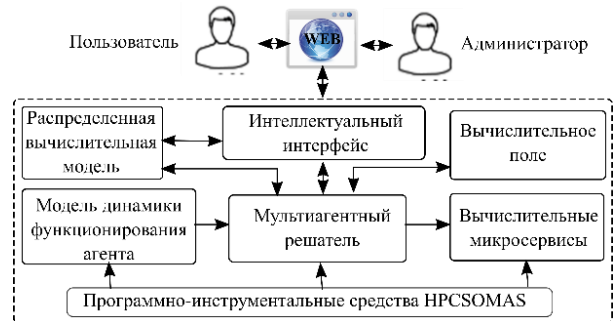 Пользователь
WEB
Администратор
Распределенная
вычислительная
модель
Интеллектуальный
интерфейс
Вычислительное
поле
Модель динамики
функционирования
агента
Мультиагентный
решатель
Вычислительные
микросервисы
Программно-инструментальные средства HPCSOMAS